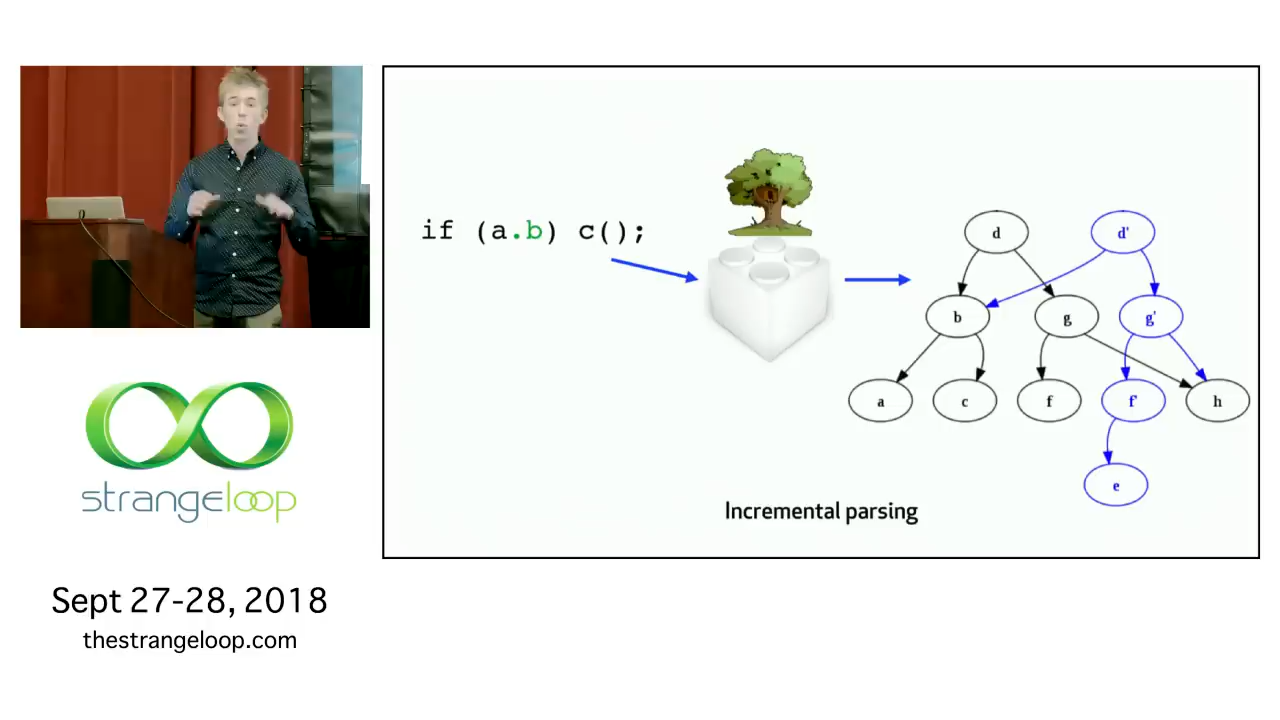 if (a.b) c();
d
d'
b
g
g'
a
c
f
f'
h
e
Incremental parsing
strangeloop
Sept 27-28, 2018
thestrangeloop.com